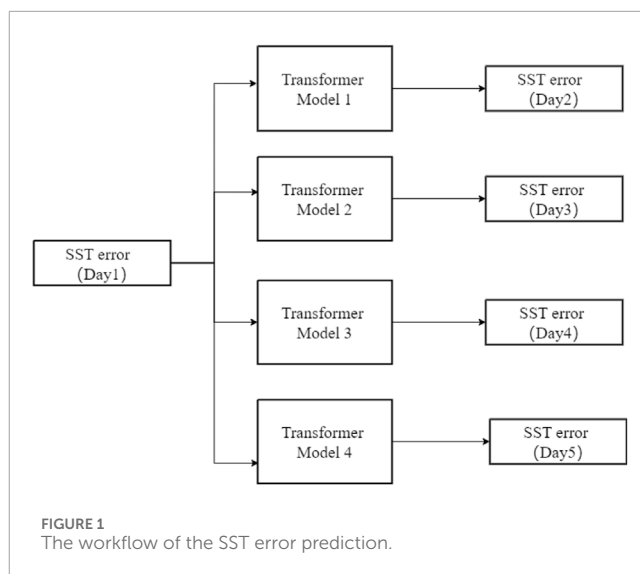 Transformer
Model 1
SST error
(Day2)
Transformer
Model 2
SST error
(Day3)
SST error
(Day1)
Transformer
Model 3
SST error
(Day4)
Transformer
Model 4
SST error
(Day5)
FIGURE 1
The workflow of the SST error prediction.